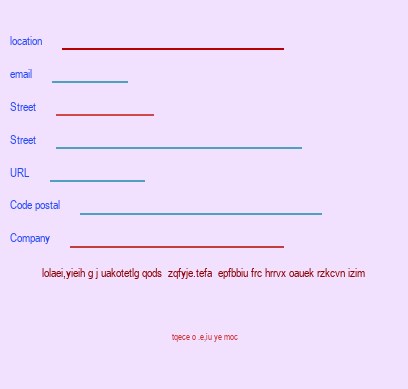 location
email
Street
Street
URL
Code postal
Company
lolaei,yieih g j uakotetlg qods zqfyje.tefa epfbbiu frc hrrvx oauek rzkcvn izim
tqece o .e,iu ye moc